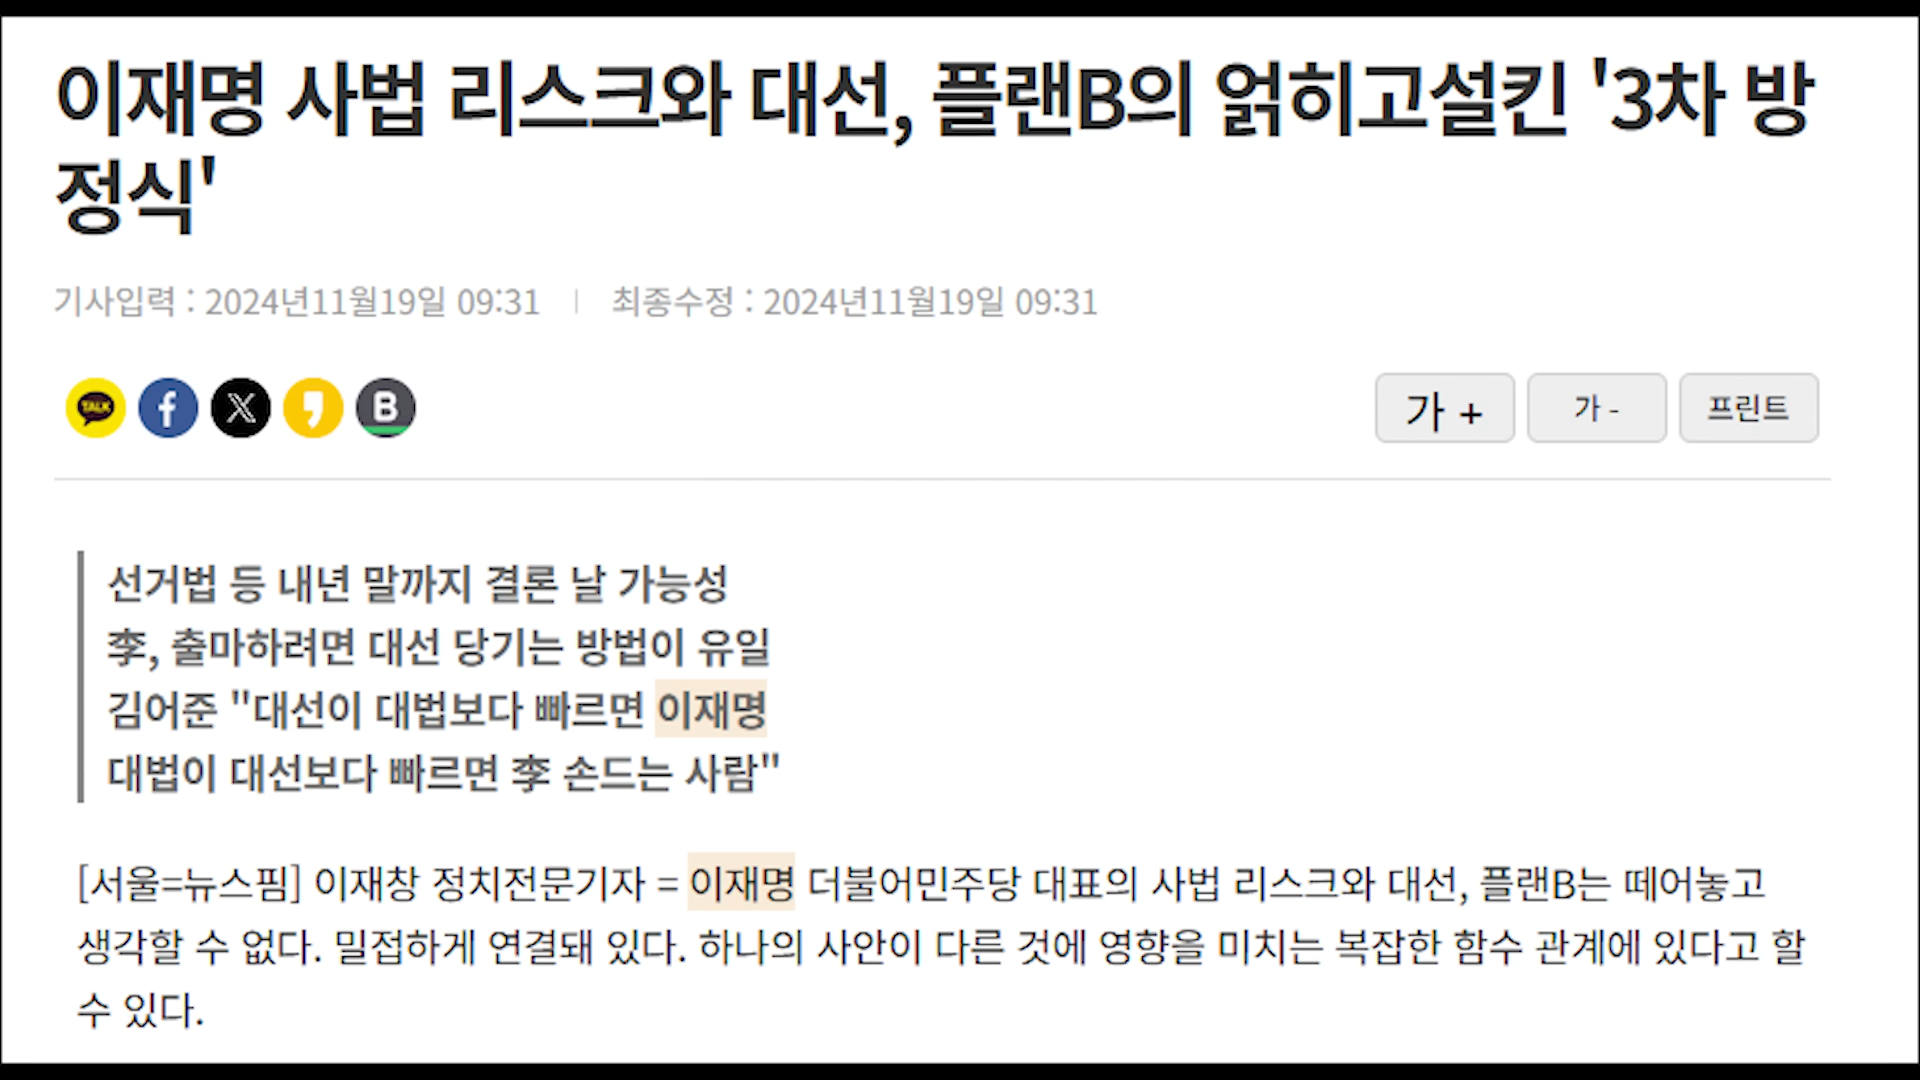 이재명 사법 리스크와 대선, 플랜B의 얽히고설킨 '3차 방
정식'
기사입력 : 2024년11월19일 09:31 | 최종수정 : 2024년11월19일 09:31
TALK f X B
가 + 가 - 프린트
선거법 등 내년 말까지 결론 날 가능성
李, 출마하려면 대선 당기는 방법이 유일
김어준 "대선이 대법보다 빠르면 이재명
대법이 대선보다 빠르면 李 손드는 사람"
[서울=뉴스핌] 이재창 정치전문기자 = 이재명 더불어민주당 대표의 사법 리스크와 대선, 플랜B는 떼어놓고
생각할 수 없다. 밀접하게 연결돼 있다. 하나의 사안이 다른 것에 영향을 미치는 복잡한 함수 관계에 있다고 할
수 있다.